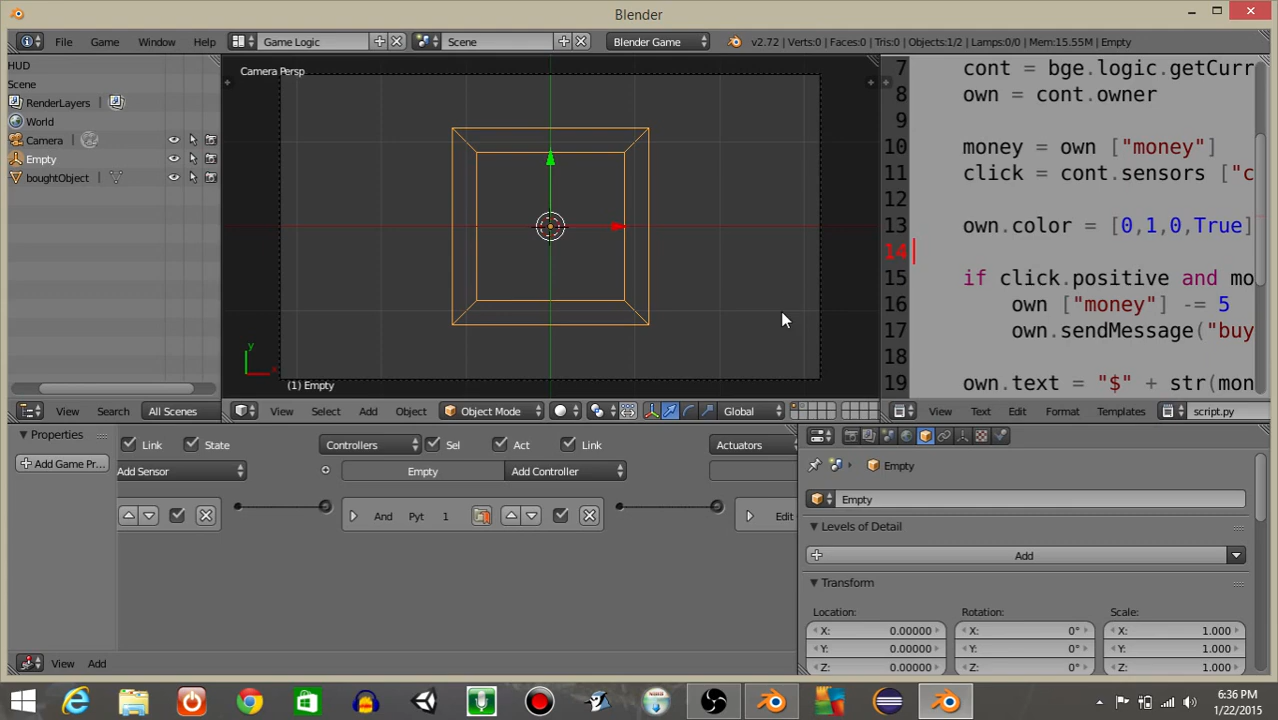 Blender
File Game Window Help Game Logic Scene Blender Game v2.72 | Verts:0 | Faces:0 | Tris:0 | Objects:1/2 | Lamps:0/0 | Mem:15.55M | Empty
HUD
Scene
RenderLayers |
World
Camera |
Empty
boughtObject |
View Search All Scenes
Camera Persp
y
x
(1) Empty
View Select Add Object Object Mode Global
7 cont = bge.logic.getCurr
8 own = cont.owner
9
10 money = own ["money"]
11 click = cont.sensors ["c
12
13 own.color = [0,1,0,True]
14
15 if click.positive and mo
16 own ["money"] -= 5
17 own.sendMessage("buy
18
19 own.text = "$" + str(mon
View Text Edit Format Templates script.py
Properties
Add Game Pr...
Link State Controllers Sel Act Link Actuators
Add Sensor Empty Add Controller
And Pyt 1 Edit
View Add
Empty
Empty
Levels of Detail
Add
Transform
Location: Rotation: Scale:
X: 0.00000 X: 0° X: 1.000
Y: 0.00000 Y: 0° Y: 1.000
Z: 0.00000 Z: 0° Z: 1.000
6:36 PM
1/22/2015